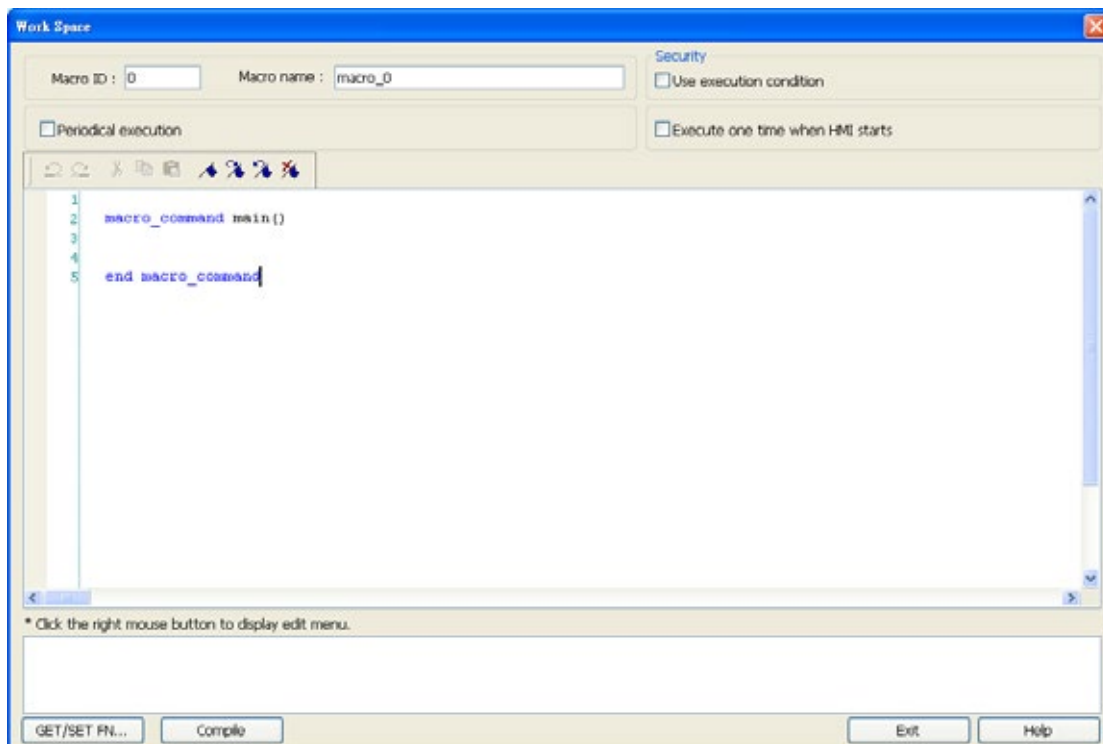 Work Space
Security
Macro ID : 0 Macro name : macro_0
Use execution condition
Periodical execution
Execute one time when HMI starts
1
2 macro_command main()
3
4
5 end macro_command
* Click the right mouse button to display edit menu.
GET/SET FN... Compile Exit Help